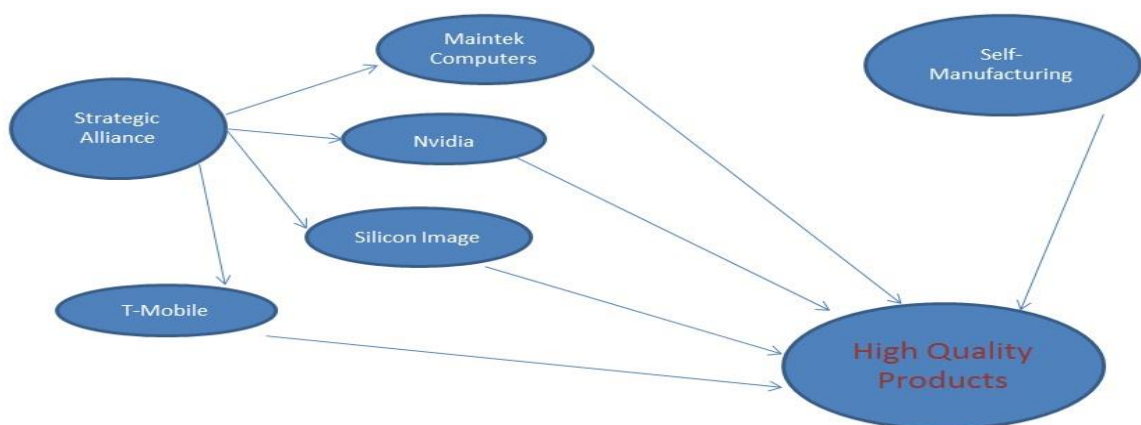 Maintek
Computers
Self-
Manufacturing
Strategic
Alliance
Nvidia
Silicon Image
T-Mobile
High Quality
Products